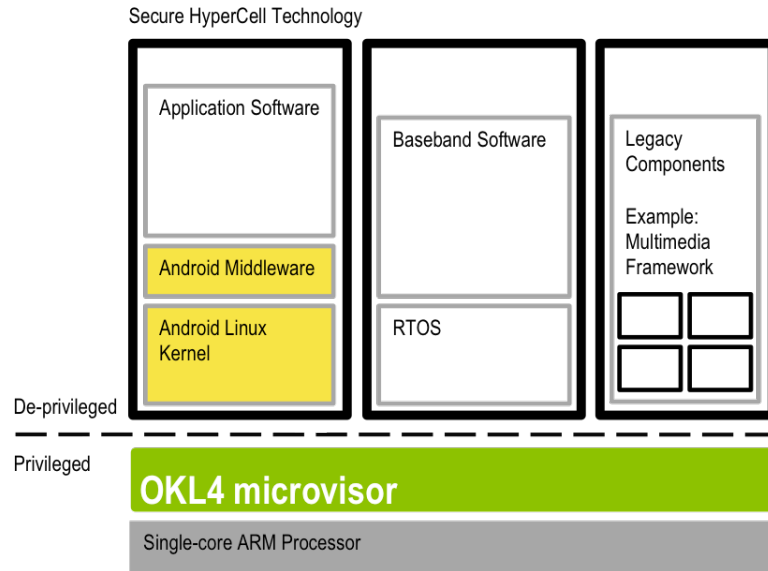 Secure HyperCell Technology
Application Software
Android Middleware
Android Linux
Kernel
Baseband Software
RTOS
Legacy
Components
Example:
Multimedia
Framework
De-privileged
Privileged
OKL4 microvisor
Single-core ARM Processor